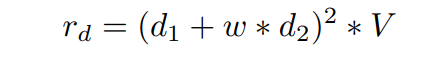 r_d = (d_1 + w * d_2)^2 * V